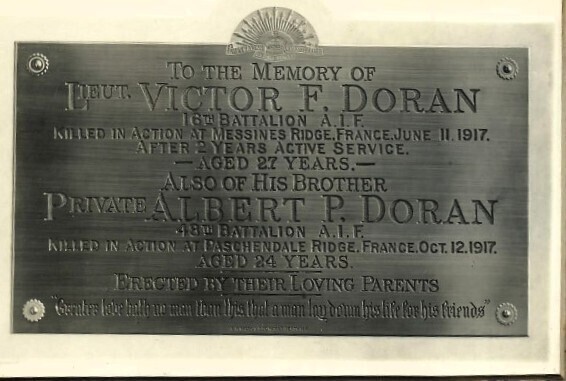 TO THE MEMORY OF
LIEUT. VICTOR F. DORAN
16TH BATTALION A.I.F.
KILLED IN ACTION AT MESSINES RIDGE, FRANCE, JUNE 11, 1917.
AFTER 2 YEARS ACTIVE SERVICE.
— AGED 27 YEARS. —
ALSO OF HIS BROTHER
PRIVATE ALBERT P. DORAN
48TH BATTALION A.I.F.
KILLED IN ACTION AT PASCHENDALE RIDGE, FRANCE, OCT. 12, 1917.
AGED 24 YEARS.
ERECTED BY THEIR LOVING PARENTS
"Greater love hath no man than this that a man lay down his life for his friends"